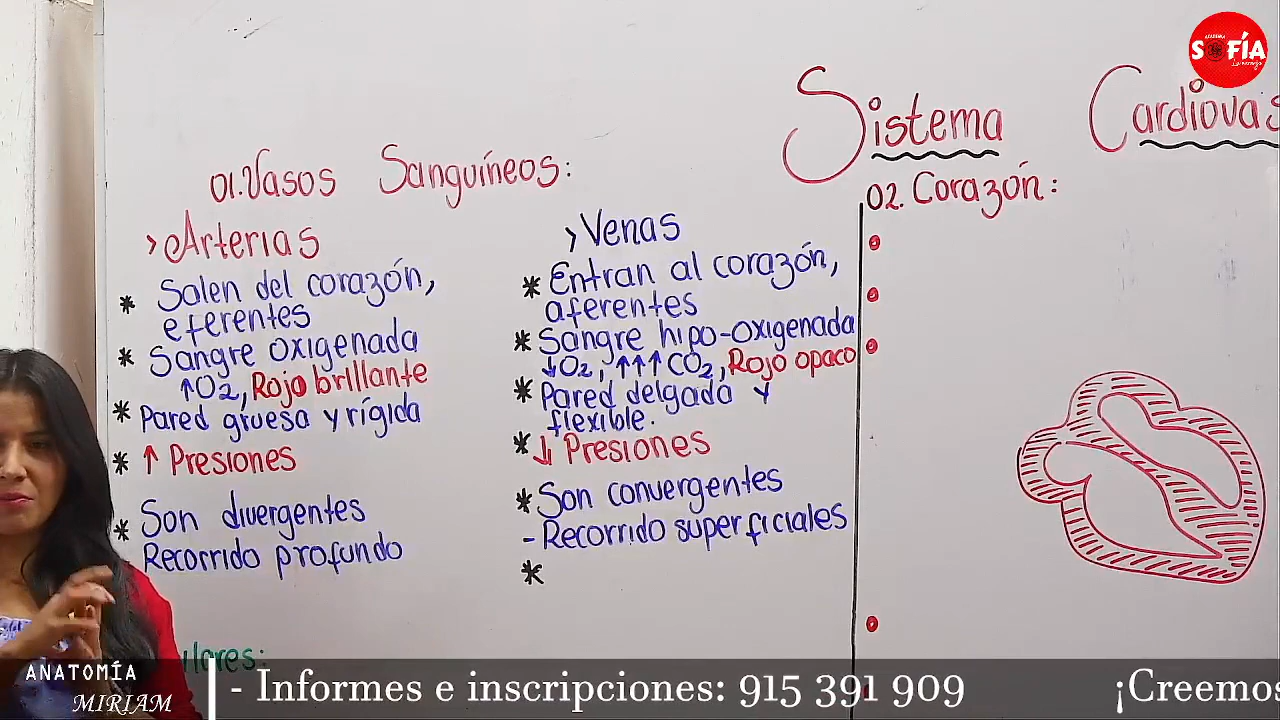 ACADEMIA
SOFÍA
Sistema Cardiovas
01. Vasos Sanguíneos:
> Arterias
* Salen del corazón,
eferentes
* Sangre oxigenada
↑O2, Rojo brillante
* Pared gruesa y rígida
* ↑ Presiones
* Son divergentes
Recorrido profundo
> Venas
* Entran al corazón,
aferentes
* Sangre hipo-oxigenada
↓O2, ↑↑↑ CO2, Rojo opaco
* Pared delgada y
flexible.
* ↓ Presiones
* Son convergentes
- Recorrido superficiales
*
02. Corazón:
ANATOMÍA
MIRIAM
- Informes e inscripciones: 915 391 909
¡Creemos